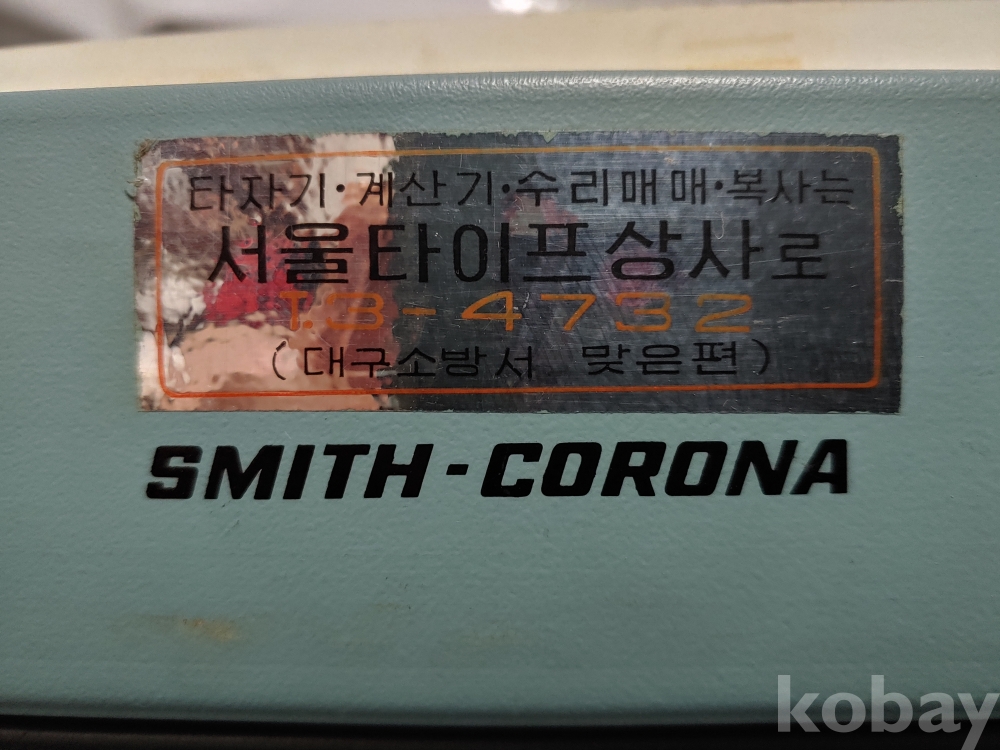 타자기·계산기·수리매매·복사는
서울타이프상사로
T.3-4732
(대구소방서 맞은편)
SMITH-CORONA
kobay